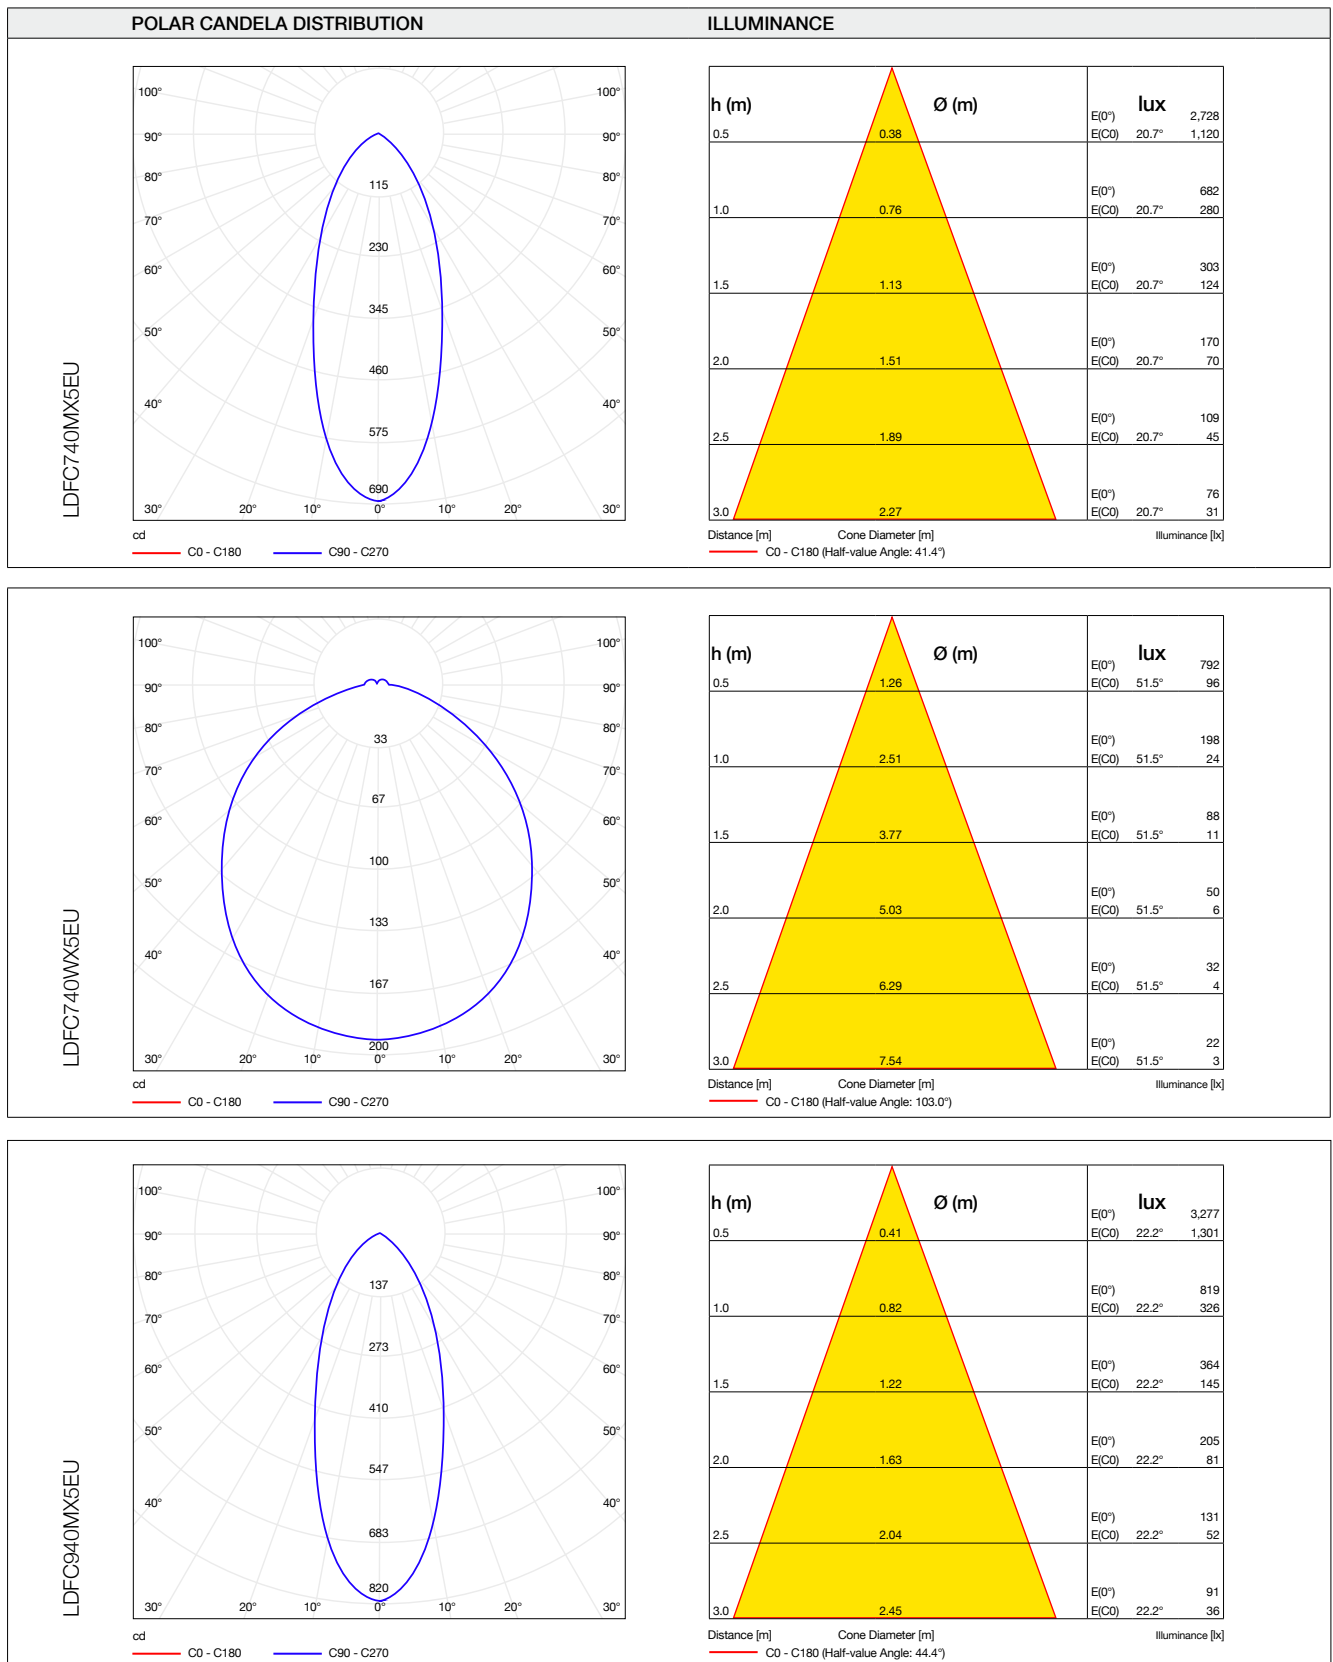 POLAR CANDELA DISTRIBUTION ILLUMINANCE
LDFC740MX5EU
100° 100°
90° 90°
80° 80°
70° 70°
60° 60°
50° 50°
40° 40°
115
230
345
460
575
690
30° 20° 10° 0° 10° 20° 30°
cd
C0 - C180 C90 - C270
h (m) Ø (m) lux
E(0°) 2,728
0.5 0.38 E(C0) 20.7° 1,120
E(0°) 682
1.0 0.76 E(C0) 20.7° 280
E(0°) 303
1.5 1.13 E(C0) 20.7° 124
E(0°) 170
2.0 1.51 E(C0) 20.7° 70
E(0°) 109
2.5 1.89 E(C0) 20.7° 45
E(0°) 76
3.0 2.27 E(C0) 20.7° 31
Distance [m] Cone Diameter [m] Illuminance [lx]
C0 - C180 (Half-value Angle: 41.4°)
LDFC740WX5EU
100° 100°
90° 90°
80° 80°
70° 70°
60° 60°
50° 50°
40° 40°
33
67
100
133
167
200
30° 20° 10° 0° 10° 20° 30°
cd
C0 - C180 C90 - C270
h (m) Ø (m) lux
E(0°) 792
0.5 1.26 E(C0) 51.5° 96
E(0°) 198
1.0 2.51 E(C0) 51.5° 24
E(0°) 88
1.5 3.77 E(C0) 51.5° 11
E(0°) 50
2.0 5.03 E(C0) 51.5° 6
E(0°) 32
2.5 6.29 E(C0) 51.5° 4
E(0°) 22
3.0 7.54 E(C0) 51.5° 3
Distance [m] Cone Diameter [m] Illuminance [lx]
C0 - C180 (Half-value Angle: 103.0°)
LDFC940MX5EU
100° 100°
90° 90°
80° 80°
70° 70°
60° 60°
50° 50°
40° 40°
137
273
410
547
683
820
30° 20° 10° 0° 10° 20° 30°
cd
C0 - C180 C90 - C270
h (m) Ø (m) lux
E(0°) 3,277
0.5 0.41 E(C0) 22.2° 1,301
E(0°) 819
1.0 0.82 E(C0) 22.2° 326
E(0°) 364
1.5 1.22 E(C0) 22.2° 145
E(0°) 205
2.0 1.63 E(C0) 22.2° 81
E(0°) 131
2.5 2.04 E(C0) 22.2° 52
E(0°) 91
3.0 2.45 E(C0) 22.2° 36
Distance [m] Cone Diameter [m] Illuminance [lx]
C0 - C180 (Half-value Angle: 44.4°)